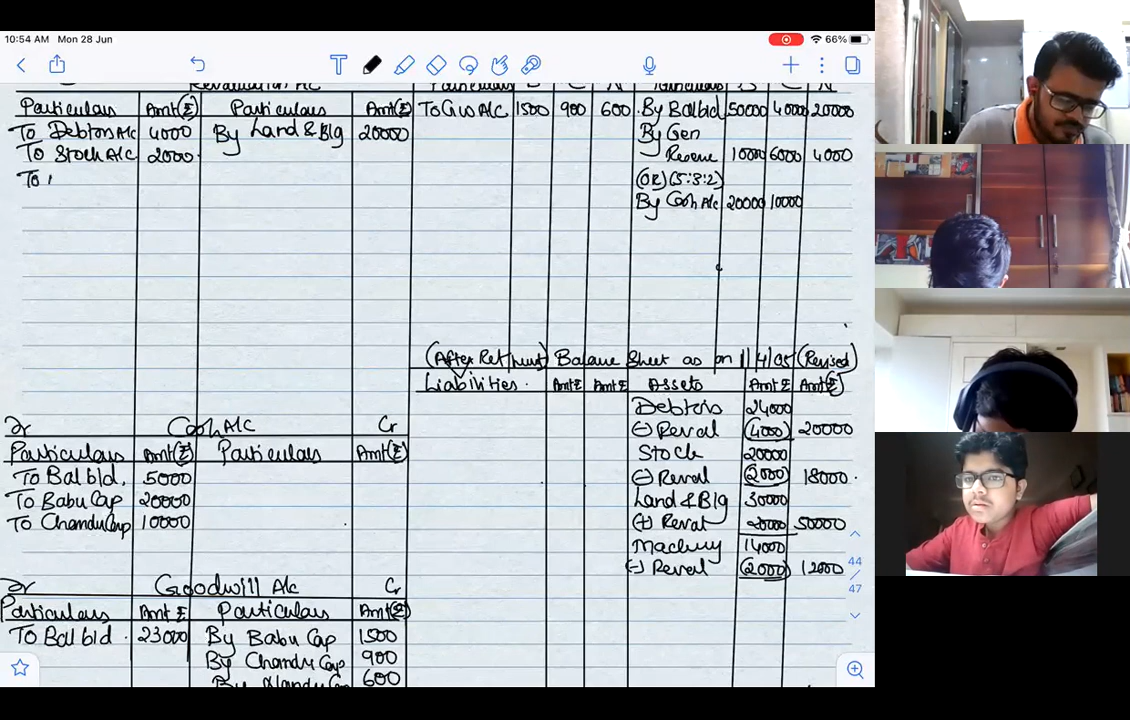 10:54 AM Mon 28 Jun
66%
Particulars Amt(₹) Particulars Amt(₹)
To Debtors A/c 4000 By Land & Blg 20000
To Stock A/c 2000
To
To G/w A/c 1500 900 600 By Bal b/d 50000 4000 20000
By Gen
Reserve 10000 6000 4000
(OR) (5:3:2)
By Cash A/c 20000 10000
(After Retirement) Balance Sheet as on 1/4/05 (Revised)
Liabilities Amt ₹ Amt ₹ Assets Amt ₹ Amt(₹)
Debtors 24000
(-) Reval (4000) 20000
Stock 20000
(-) Reval (2000) 18000
Land & Blg 30000
(+) Reval 20000 50000
Machinery 14000
(-) Reval (2000) 12000
Dr Cash A/c Cr
Particulars Amt(₹) Particulars Amt(₹)
To Bal b/d. 5000
To Babu Cap 20000
To Chandu Cap 10000
Dr Goodwill A/c Cr
Particulars Amt ₹ Particulars Amt(₹)
To Bal b/d 23000 By Babu Cap 1500
By Chandu Cap 900
By Nandu Cap 600
44
/
47